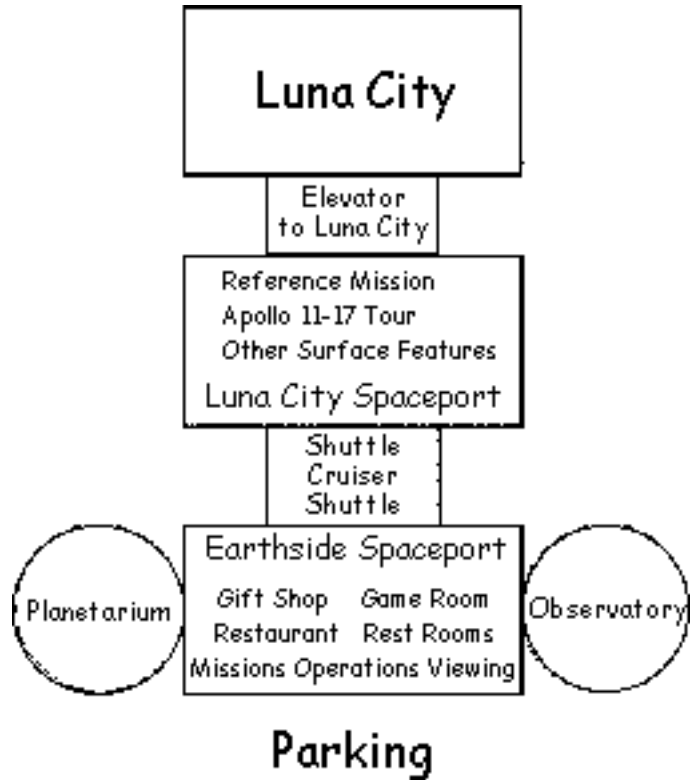 Luna City
Elevator
to Luna City
Reference Mission
Apollo 11-17 Tour
Other Surface Features
Luna City Spaceport
Shuttle
Cruiser
Shuttle
Earthside Spaceport
Planetarium
Gift Shop Game Room
Restaurant Rest Rooms
Missions Operations Viewing
Observatory
Parking